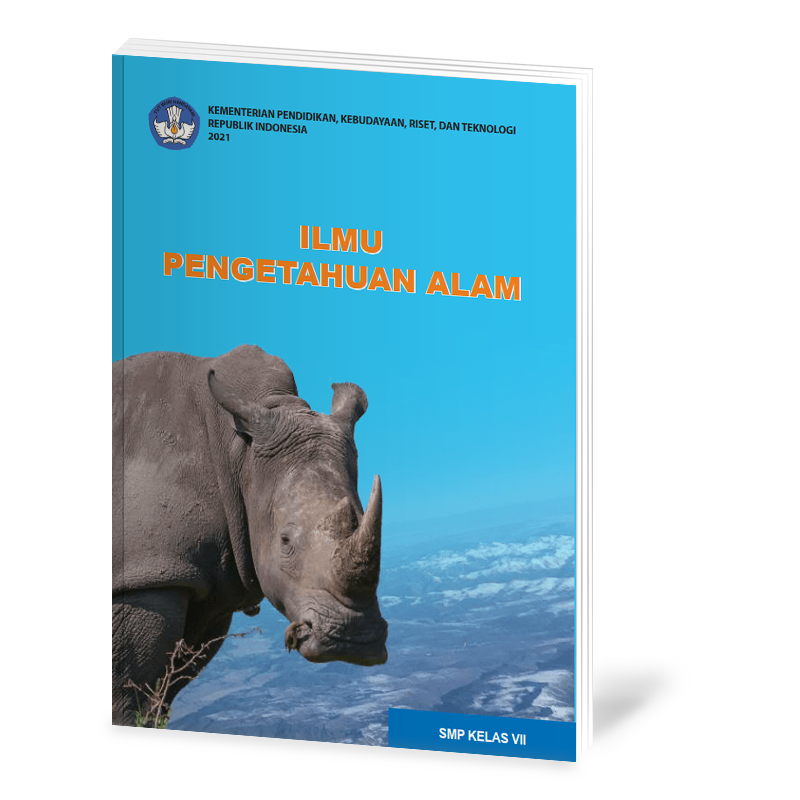 KEMENTERIAN PENDIDIKAN, KEBUDAYAAN, RISET, DAN TEKNOLOGI
REPUBLIK INDONESIA
2021
ILMU
PENGETAHUAN ALAM
SMP KELAS VII